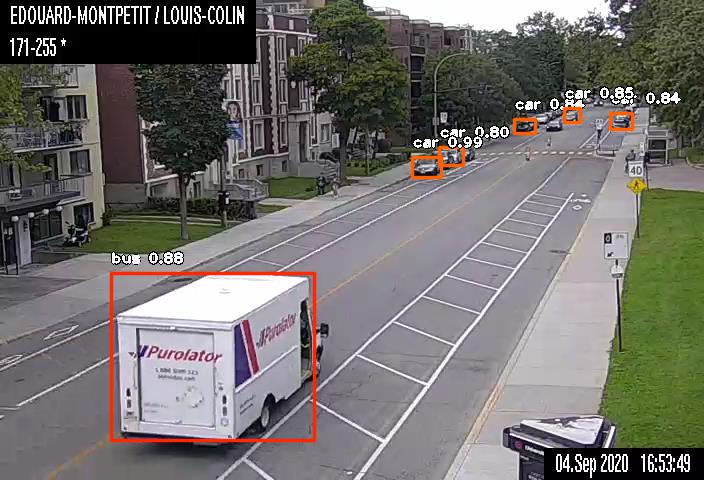 EDOUARD-MONTPETIT / LOUIS-COLIN
171-255 *
car 0.85
car 0.84
car 0.84
car 0.80
car 0.99
40
bus 0.88
Purolator
Purolator
04.Sep 2020 16:53:49